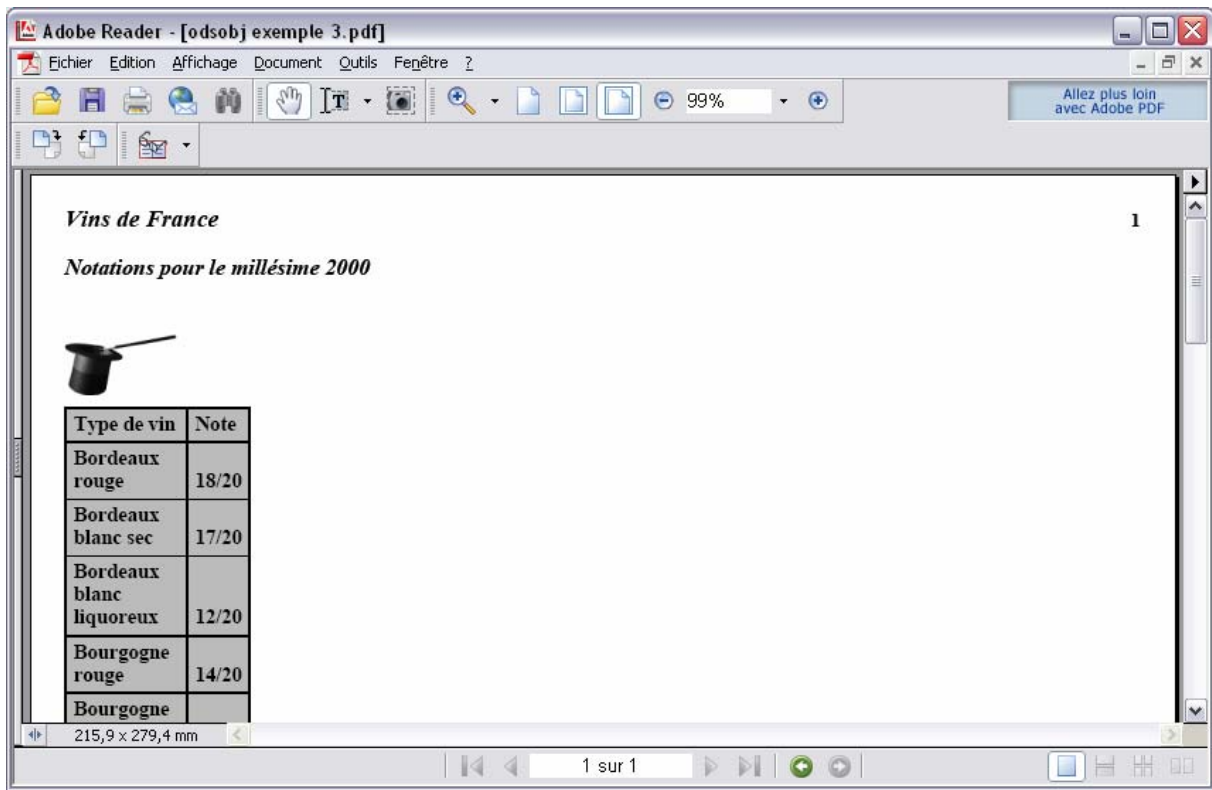 Adobe Reader - [odsobj exemple 3.pdf]
Fichier Edition Affichage Document Outils Fenêtre ?
99%
Allez plus loin
avec Adobe PDF
Vins de France 1
Notations pour le millésime 2000
Type de vin Note
Bordeaux
rouge 18/20
Bordeaux
blanc sec 17/20
Bordeaux
blanc
liquoreux 12/20
Bourgogne
rouge 14/20
Bourgogne
215,9 x 279,4 mm
1 sur 1